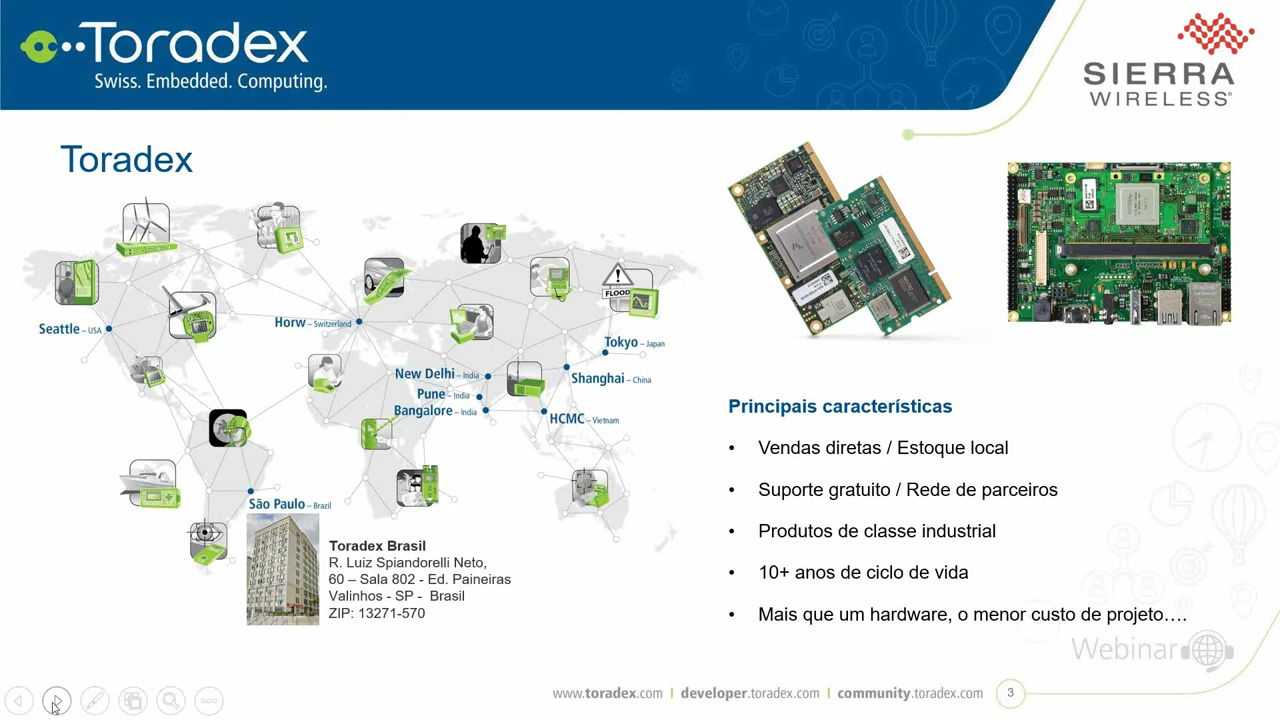 Toradex
Swiss. Embedded. Computing.
SIERRA
WIRELESS®
Toradex
FLOOD
Seattle – USA
Horw – Switzerland
Tokyo – Japan
New Delhi – India
Shanghai – China
Pune – India
Bangalore – India
HCMC – Vietnam
São Paulo – Brazil
Toradex Brasil
R. Luiz Spiandorelli Neto,
60 – Sala 802 - Ed. Paineiras
Valinhos - SP - Brasil
ZIP: 13271-570
Principais características
• Vendas diretas / Estoque local
• Suporte gratuito / Rede de parceiros
• Produtos de classe industrial
• 10+ anos de ciclo de vida
• Mais que um hardware, o menor custo de projeto….
Webinar
www.toradex.com | developer.toradex.com | community.toradex.com
3